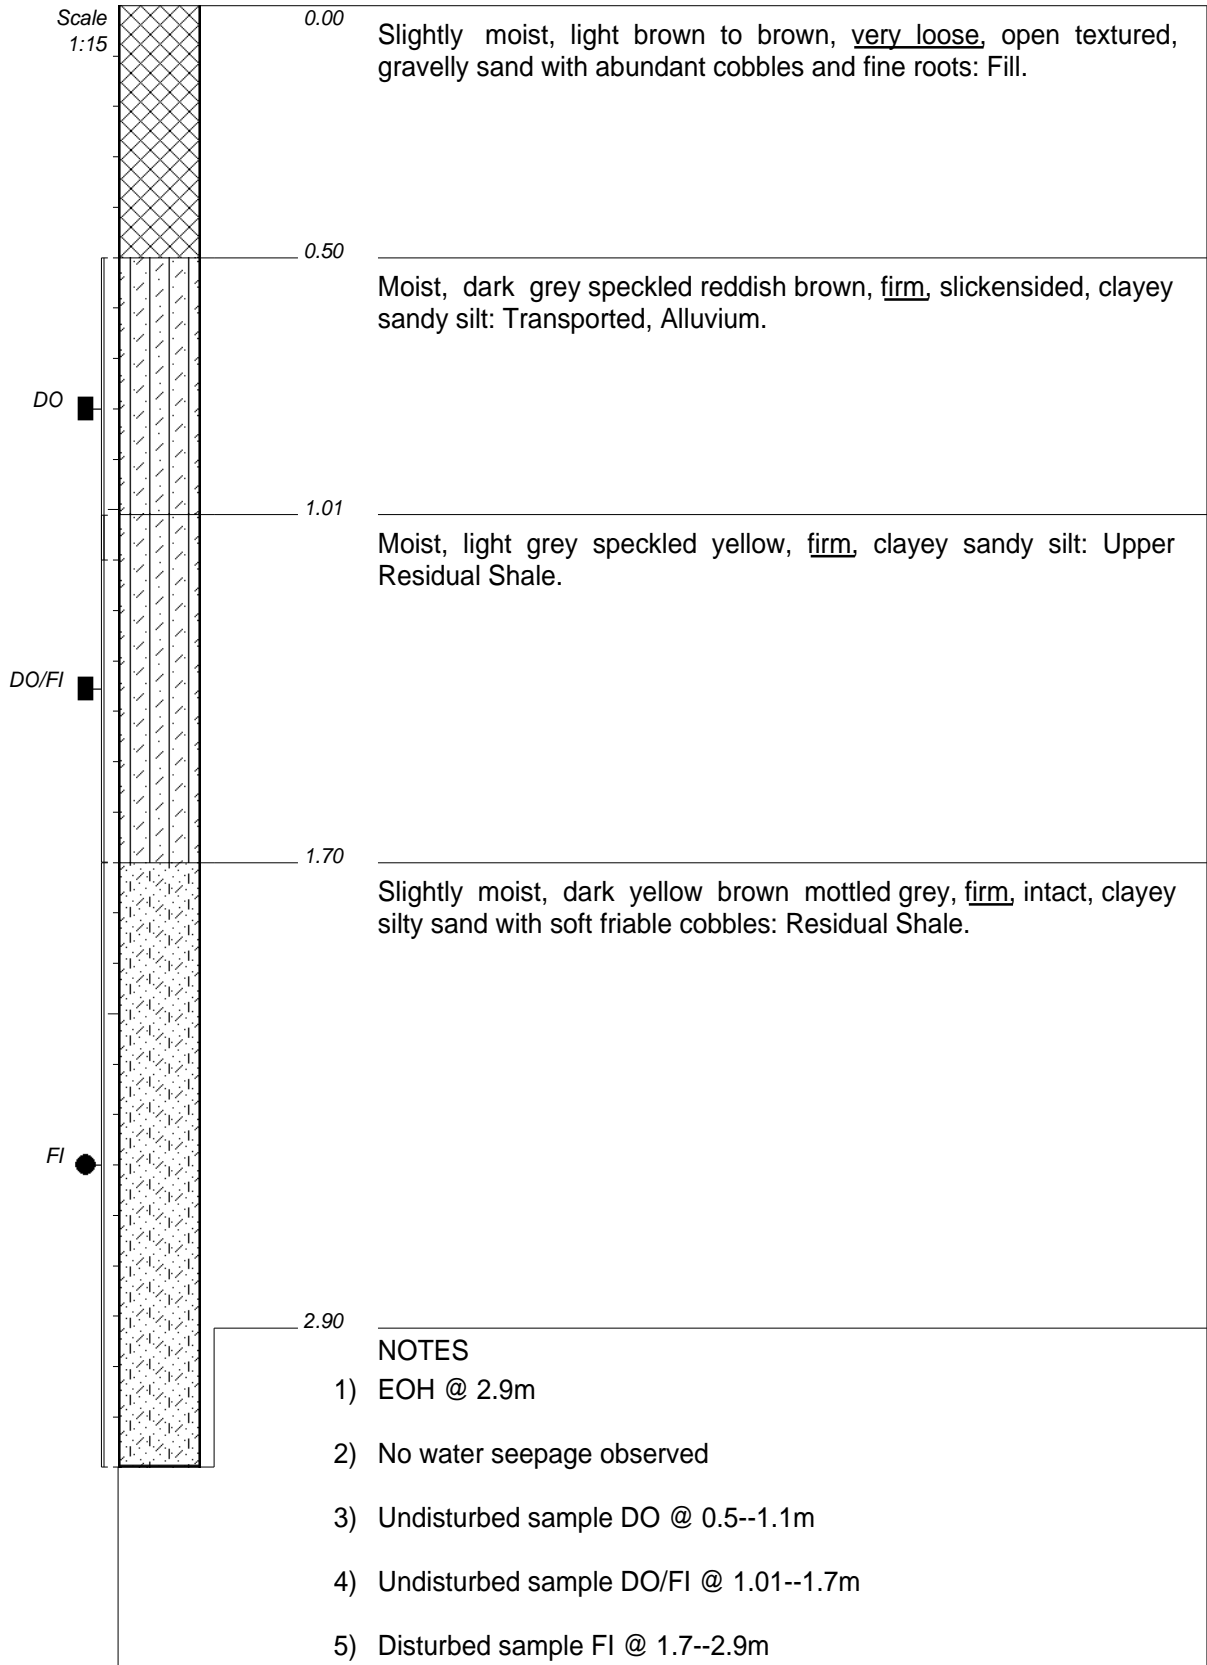 Scale
1:15
0.00
Slightly moist, light brown to brown, very loose, open textured,
gravelly sand with abundant cobbles and fine roots: Fill.
0.50
Moist, dark grey speckled reddish brown, firm, slickensided, clayey
sandy silt: Transported, Alluvium.
DO
1.01
Moist, light grey speckled yellow, firm, clayey sandy silt: Upper
Residual Shale.
DO/FI
1.70
Slightly moist, dark yellow brown mottled grey, firm, intact, clayey
silty sand with soft friable cobbles: Residual Shale.
FI
2.90
NOTES
1) EOH @ 2.9m
2) No water seepage observed
3) Undisturbed sample DO @ 0.5--1.1m
4) Undisturbed sample DO/FI @ 1.01--1.7m
5) Disturbed sample FI @ 1.7--2.9m